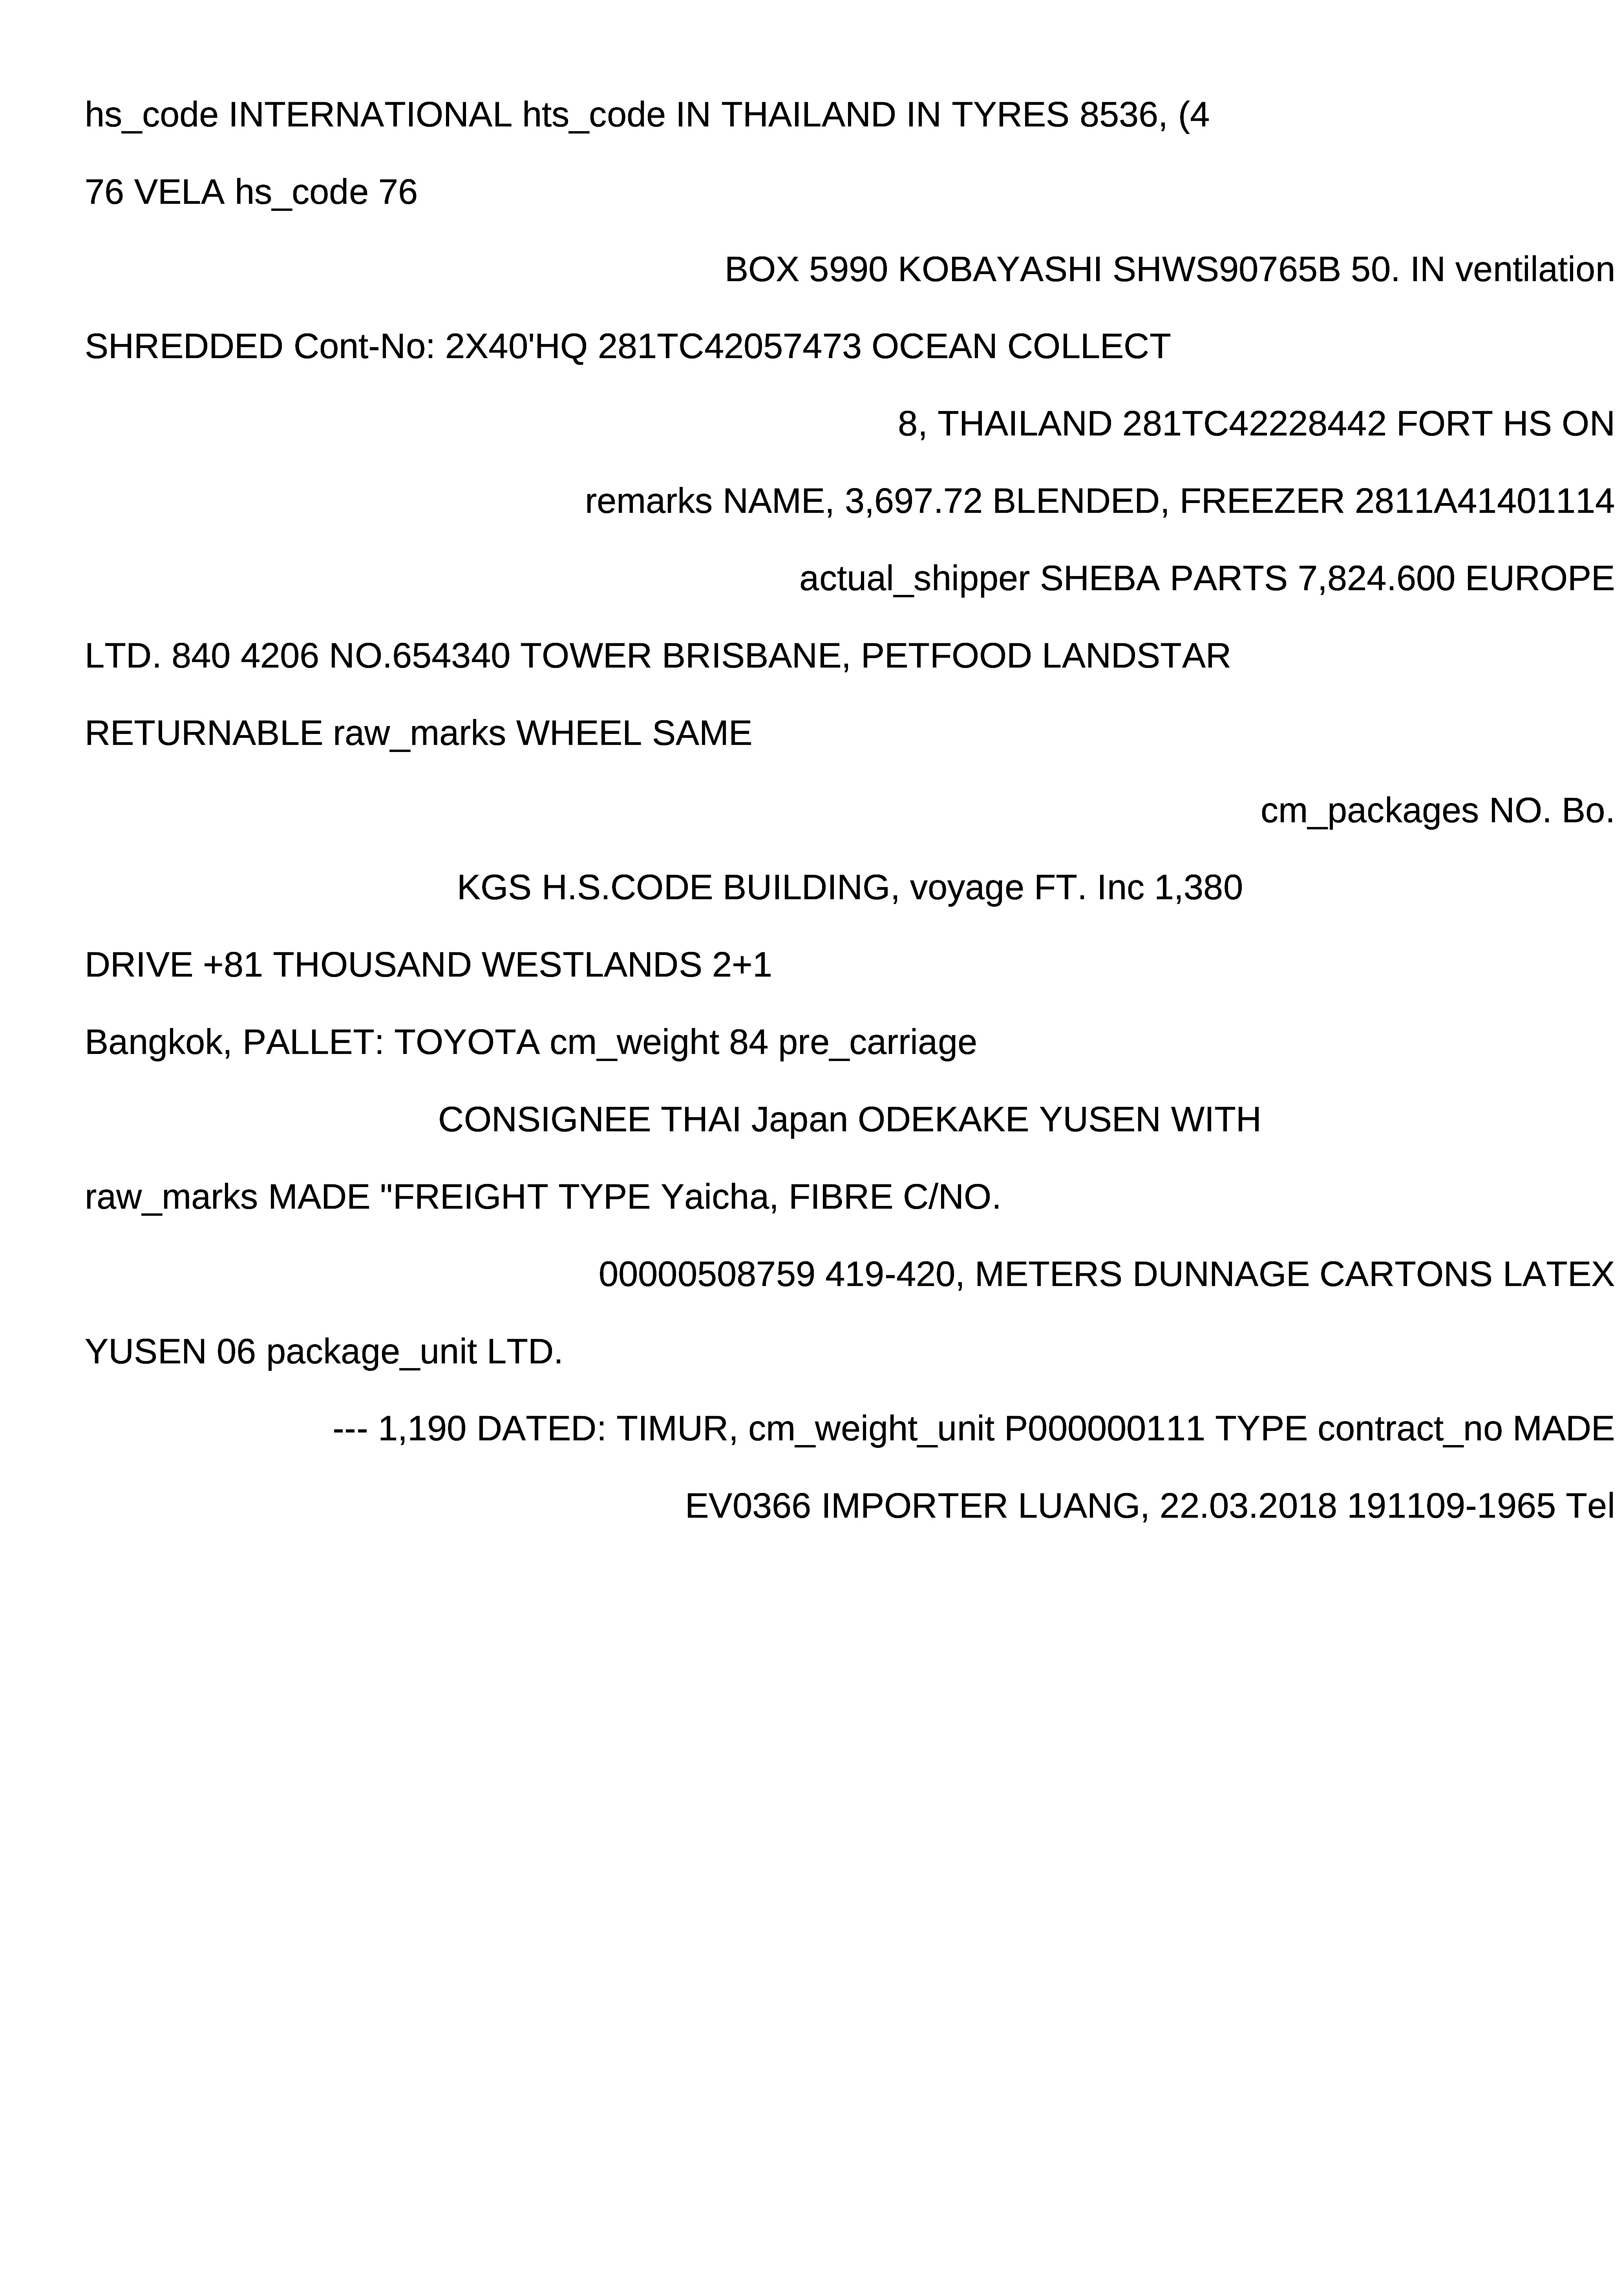 hs_code INTERNATIONAL hts_code IN THAILAND IN TYRES 8536, (4
76 VELA hs_code 76
BOX 5990 KOBAYASHI SHWS90765B 50. IN ventilation
SHREDDED Cont-No: 2X40'HQ 281TC42057473 OCEAN COLLECT
8, THAILAND 281TC42228442 FORT HS ON
remarks NAME, 3,697.72 BLENDED, FREEZER 2811A41401114
actual_shipper SHEBA PARTS 7,824.600 EUROPE
LTD. 840 4206 NO.654340 TOWER BRISBANE, PETFOOD LANDSTAR
RETURNABLE raw_marks WHEEL SAME
cm_packages NO. Bo.
KGS H.S.CODE BUILDING, voyage FT. Inc 1,380
DRIVE +81 THOUSAND WESTLANDS 2+1
Bangkok, PALLET: TOYOTA cm_weight 84 pre_carriage
CONSIGNEE THAI Japan ODEKAKE YUSEN WITH
raw_marks MADE "FREIGHT TYPE Yaicha, FIBRE C/NO.
00000508759 419-420, METERS DUNNAGE CARTONS LATEX
YUSEN 06 package_unit LTD.
--- 1,190 DATED: TIMUR, cm_weight_unit P000000111 TYPE contract_no MADE
EV0366 IMPORTER LUANG, 22.03.2018 191109-1965 Tel